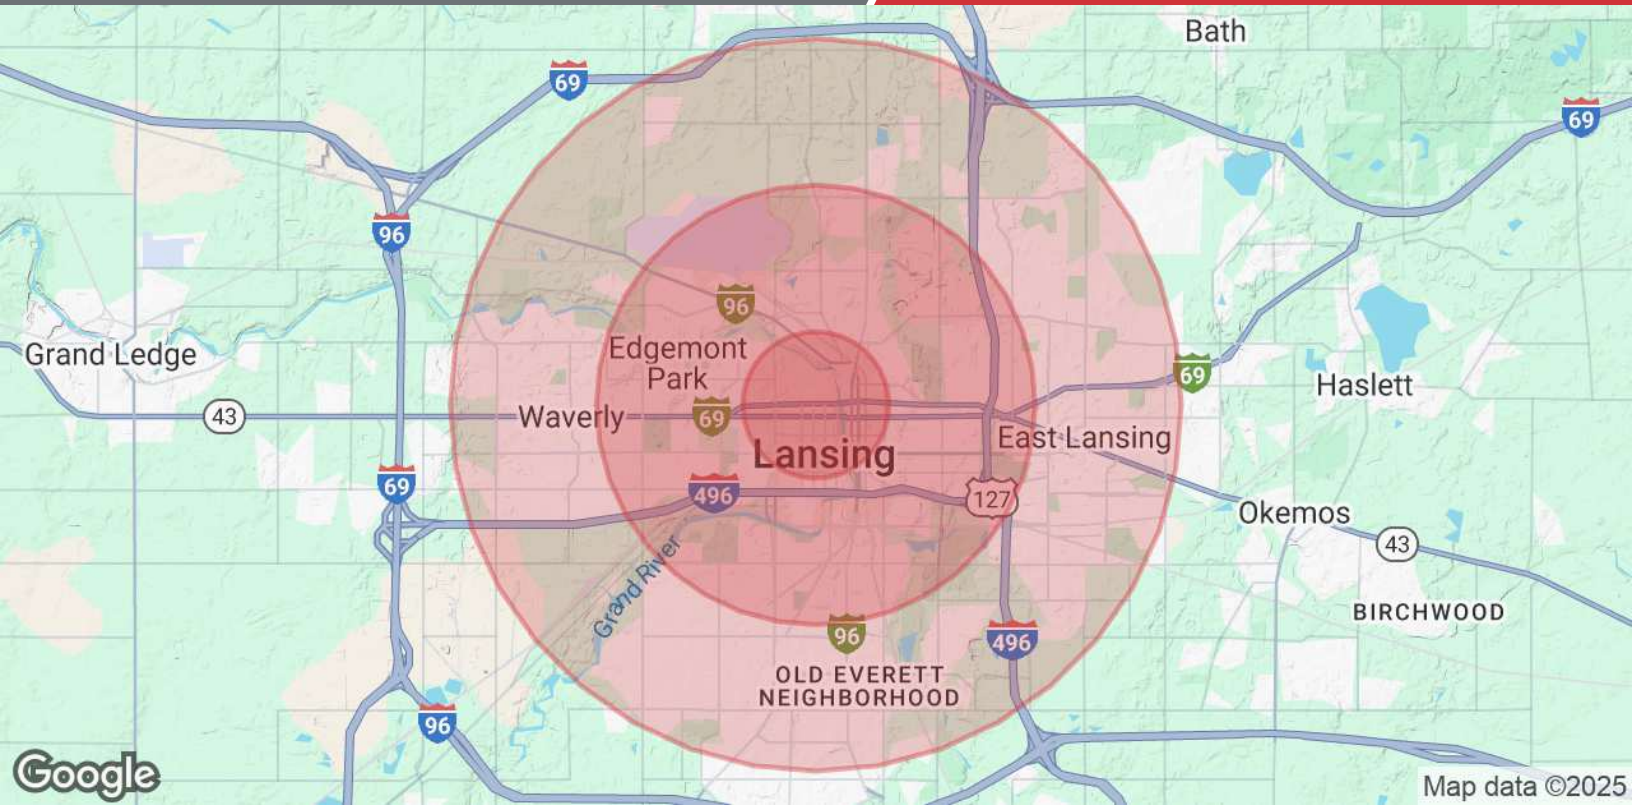 Bath
69
69
96
96
Grand Ledge
Edgemont
Park
69
Haslett
43
Waverly
69
East Lansing
Lansing
69
496
127
Okemos
43
Grand River
BIRCHWOOD
96
496
OLD EVERETT
NEIGHBORHOOD
96
Google
Map data ©2025